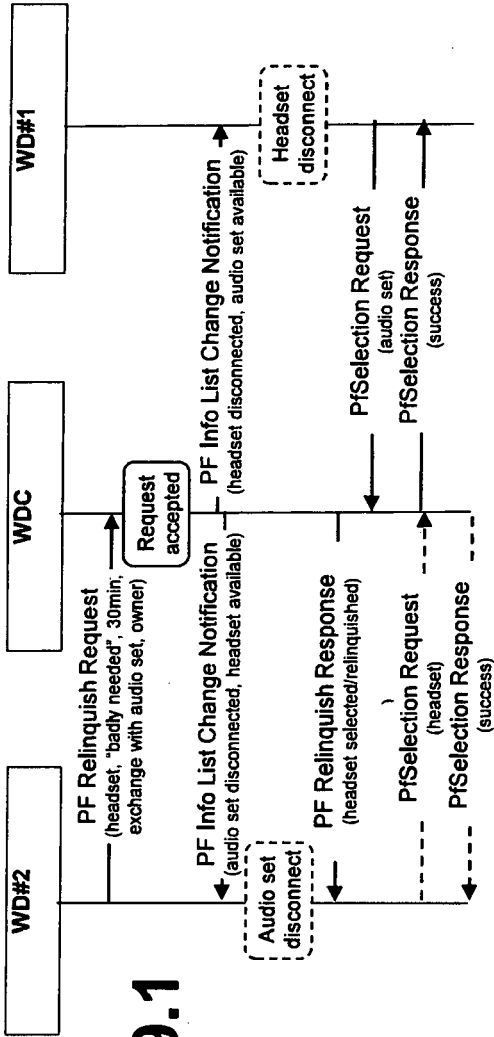 WD#2
WDC
WD#1
PF Relinquish Request
(headset, "badly needed", 30min,
exchange with audio set, owner)
Request
accepted
PF Info List Change Notification
(audio set disconnected, headset available)
PF Info List Change Notification
(headset disconnected, audio set available)
Audio set
disconnect
Headset
disconnect
PF Relinquish Response
(headset selected/relinquished)
PfSelection Request
(audio set)
PfSelection Response
(success)
PfSelection Request
(headset)
PfSelection Response
(success)
9.1